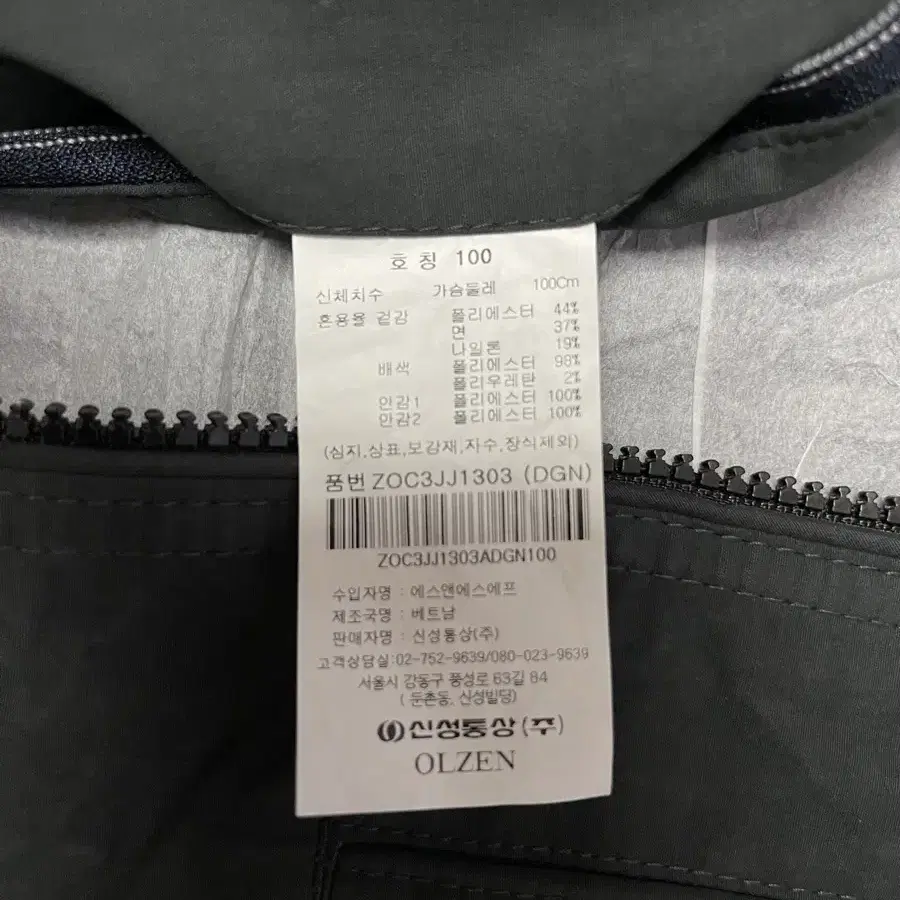 호칭 100
신체치수 가슴둘레 100Cm
혼용율 겉감 폴리에스터 44%
면 37%
나일론 19%
배색 폴리에스터 98%
폴리우레탄 2%
안감1 폴리에스터 100%
안감2 폴리에스터 100%
(심지,상표,보강재,자수,장식제외)
품번 ZOC3JJ1303 (DGN)
ZOC3JJ1303ADGN100
수입자명 : 에스앤에스에프
제조국명 : 베트남
판매자명 : 신성통상(주)
고객상담실:02-752-9639/080-023-9639
서울시 강동구 풍성로 63길 84
( 둔촌동, 신성빌딩)
신성통상(주)
OLZEN